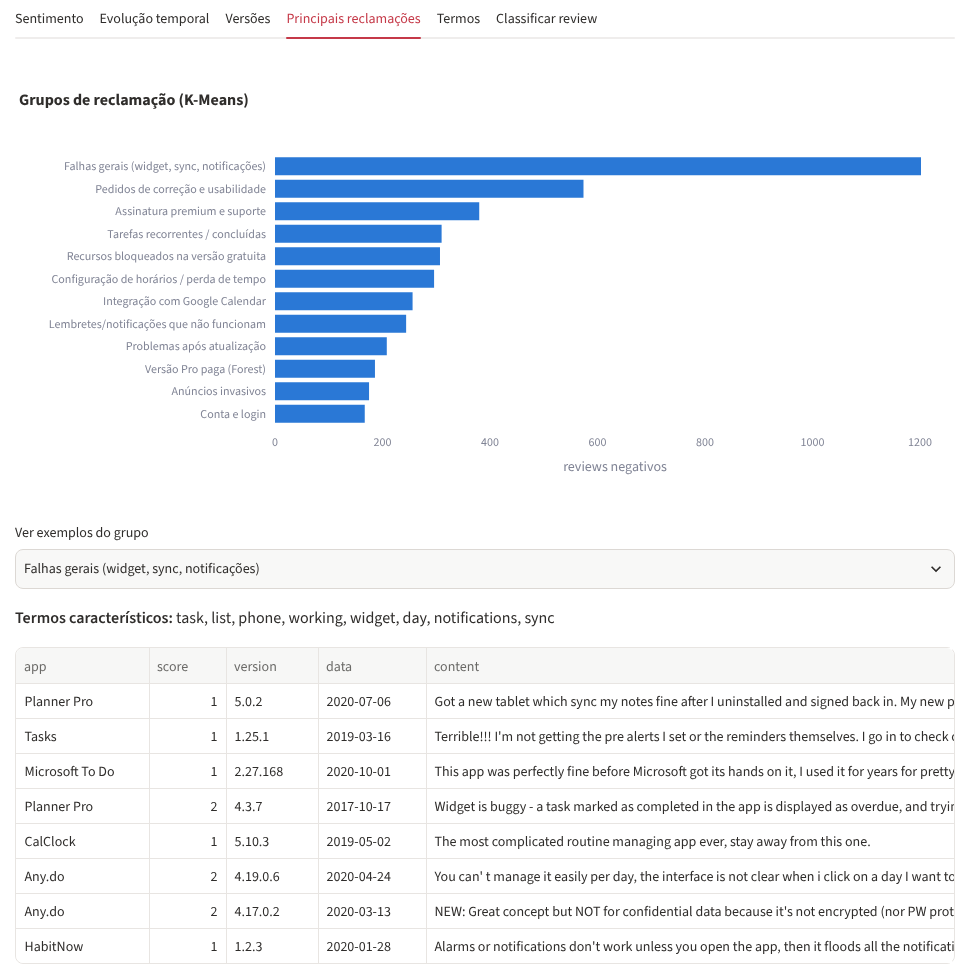 Sentimento Evolução temporal Versões Principais reclamações Termos Classificar review
Grupos de reclamação (K-Means)
Falhas gerais (widget, sync, notificações)
Pedidos de correção e usabilidade
Assinatura premium e suporte
Tarefas recorrentes / concluídas
Recursos bloqueados na versão gratuita
Configuração de horários / perda de tempo
Integração com Google Calendar
Lembretes/notificações que não funcionam
Problemas após atualização
Versão Pro paga (Forest)
Anúncios invasivos
Conta e login
0 200 400 600 800 1000 1200
reviews negativos
Ver exemplos do grupo
Falhas gerais (widget, sync, notificações)
Termos característicos: task, list, phone, working, widget, day, notifications, sync
app score version data content
Planner Pro 1 5.0.2 2020-07-06 Got a new tablet which sync my notes fine after I uninstalled and signed back in. My new p
Tasks 1 1.25.1 2019-03-16 Terrible!!! I'm not getting the pre alerts I set or the reminders themselves. I go in to check
Microsoft To Do 1 2.27.168 2020-10-01 This app was perfectly fine before Microsoft got its hands on it, I used it for years for pretty
Planner Pro 2 4.3.7 2017-10-17 Widget is buggy - a task marked as completed in the app is displayed as overdue, and tryin
CalClock 1 5.10.3 2019-05-02 The most complicated routine managing app ever, stay away from this one.
Any.do 2 4.19.0.6 2020-04-24 You can' t manage it easily per day, the interface is not clear when i click on a day I want to
Any.do 2 4.17.0.2 2020-03-13 NEW: Great concept but NOT for confidential data because it's not encrypted (nor PW prot
HabitNow 1 1.2.3 2020-01-28 Alarms or notifications don't work unless you open the app, then it floods all the notificati